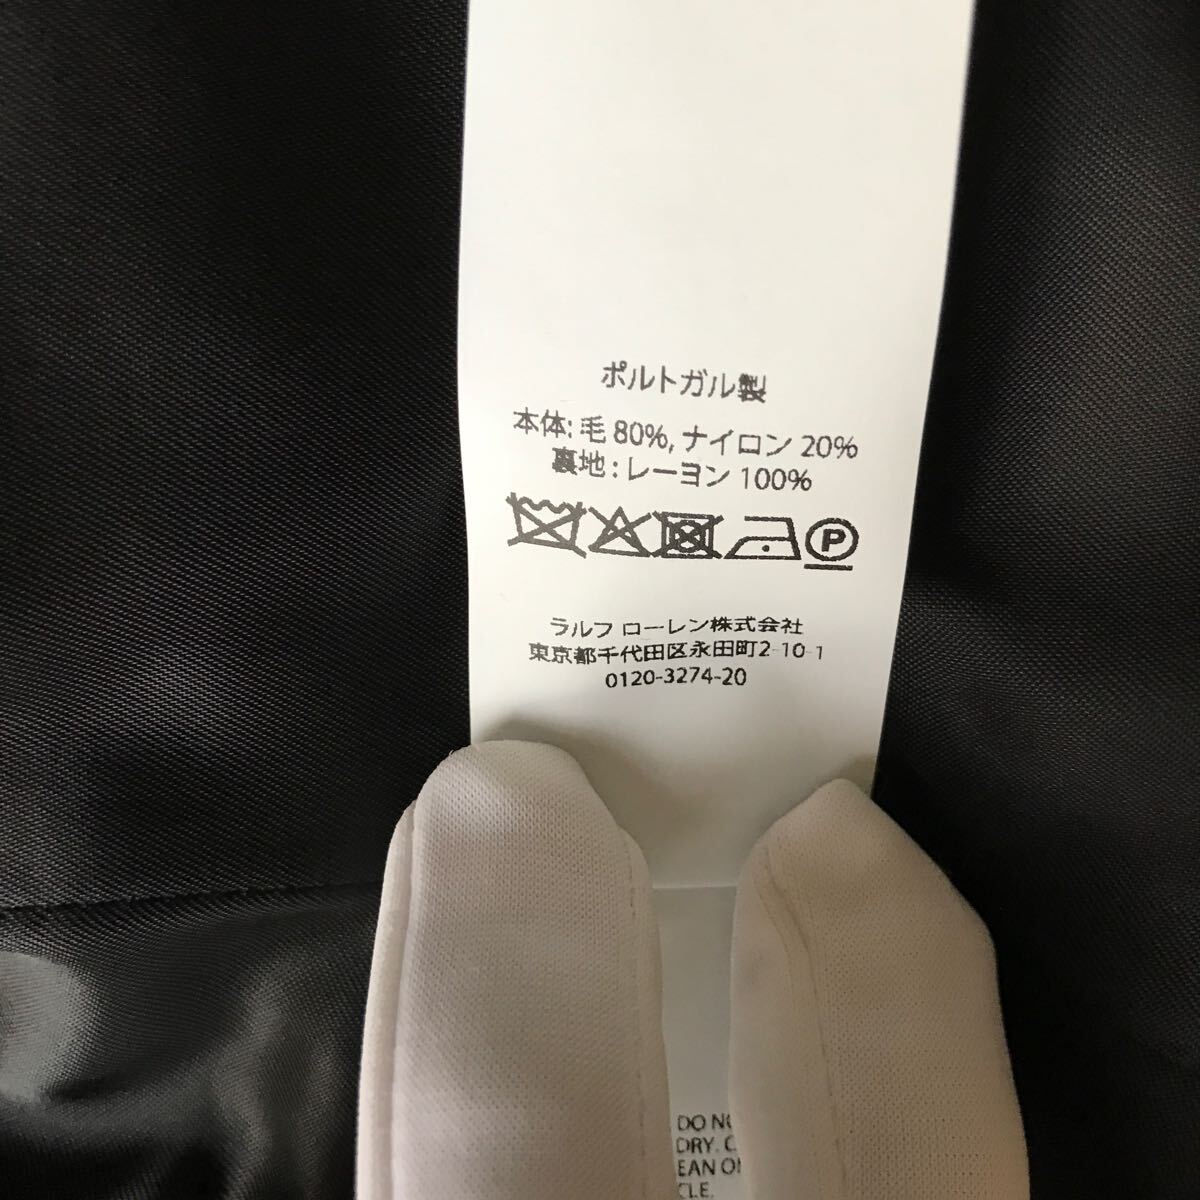 ポルトガル製
本体: 毛 80%, ナイロン 20%
裏地 : レーヨン 100%
P
ラルフ ローレン株式会社
東京都千代田区永田町2-10-1
0120-3274-20
DO
DRY.
CLE.